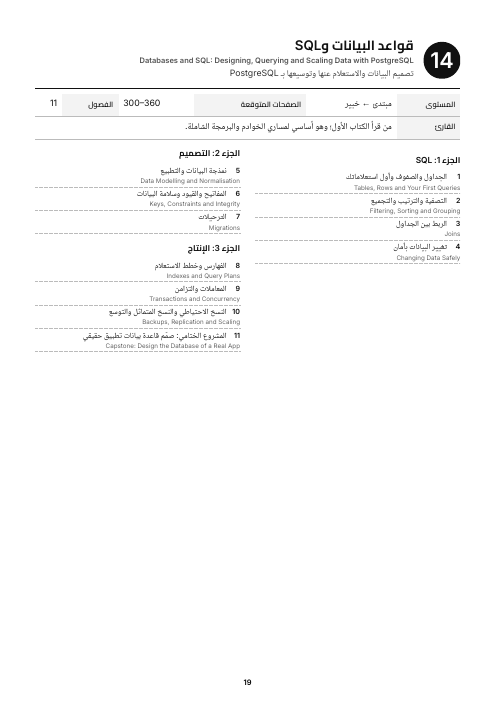 14
قواعد البيانات وSQL
Databases and SQL: Designing, Querying and Scaling Data with PostgreSQL
تصميم البيانات والاستعلام عنها وتوسيعها بـ PostgreSQL
المستوى مبتدئ ← خبير الصفحات المتوقعة 300–360 الفصول 11
القارئ من قرأ الكتاب الأول؛ وهو أساسي لمساري الخوادم والبرمجة الشاملة.
الجزء 1: SQL
1 الجداول والصفوف وأول استعلاماتك
Tables, Rows and Your First Queries
2 التصفية والترتيب والتجميع
Filtering, Sorting and Grouping
3 الربط بين الجداول
Joins
4 تغيير البيانات بأمان
Changing Data Safely
الجزء 2: التصميم
5 نمذجة البيانات والتطبيع
Data Modelling and Normalisation
6 المفاتيح والقيود وسلامة البيانات
Keys, Constraints and Integrity
7 الترحيلات
Migrations
الجزء 3: الإنتاج
8 الفهارس وخطط الاستعلام
Indexes and Query Plans
9 المعاملات والتزامن
Transactions and Concurrency
10 النسخ الاحتياطي والنسخ المتماثل والتوسع
Backups, Replication and Scaling
11 المشروع الختامي: صمّم قاعدة بيانات تطبيق حقيقي
Capstone: Design the Database of a Real App
19